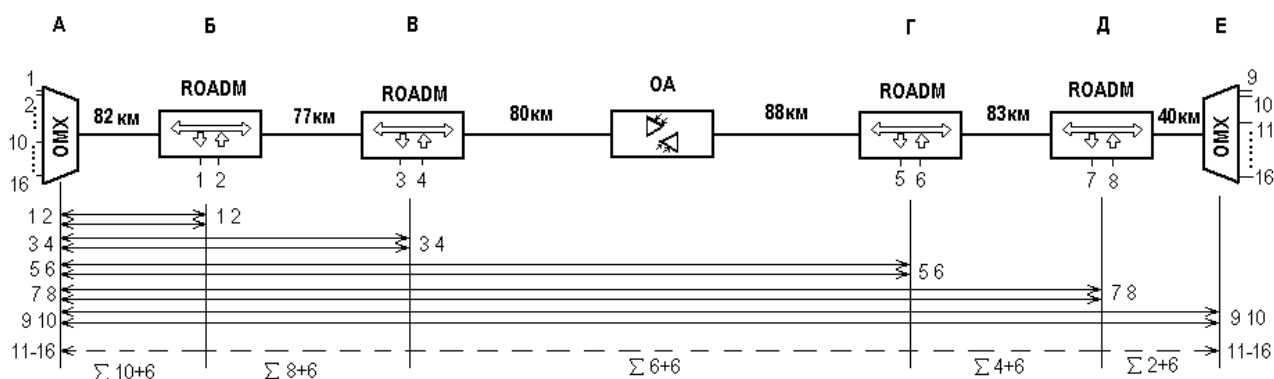 А Б В Г Д Е
ROADM ROADM ОА ROADM ROADM
1 2 10 16 ОМХ 82 км 77км 80км 88км 83км 40км ОМХ 9 10 11 16
1 2 3 4 5 6 7 8
1 2 1 2
3 4 3 4
5 6 5 6
7 8 7 8
9 10 9 10
11-16 11-16
∑ 10+6 ∑ 8+6 ∑ 6+6 ∑ 4+6 ∑ 2+6